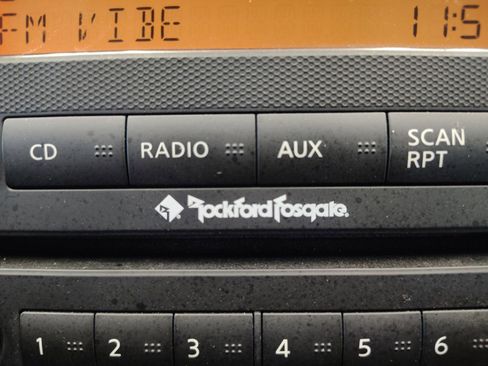 FM VIBE 11:5
CD RADIO AUX SCAN RPT
Rockford Fosgate
1 2 3 4 5 6